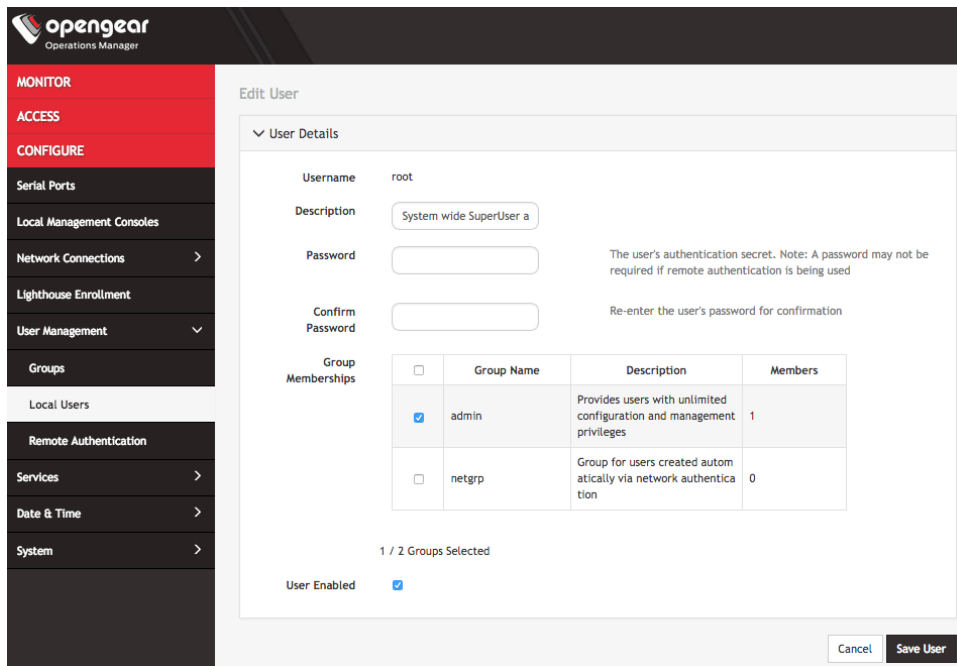 opengear
Operations Manager
MONITOR
ACCESS
CONFIGURE
Serial Ports
Local Management Consoles
Network Connections
Lighthouse Enrollment
User Management
Groups
Local Users
Remote Authentication
Services
Date & Time
System
Edit User
User Details
Username root
Description System wide SuperUser a
Password The user's authentication secret. Note: A password may not be
required if remote authentication is being used
Confirm
Password
Re-enter the user's password for confirmation
Group
Memberships
Group Name Description Members
admin
Provides users with unlimited
configuration and management
privileges
1
netgrp
Group for users created autom
atically via network authentica
tion
0
1 / 2 Groups Selected
User Enabled
Cancel Save User